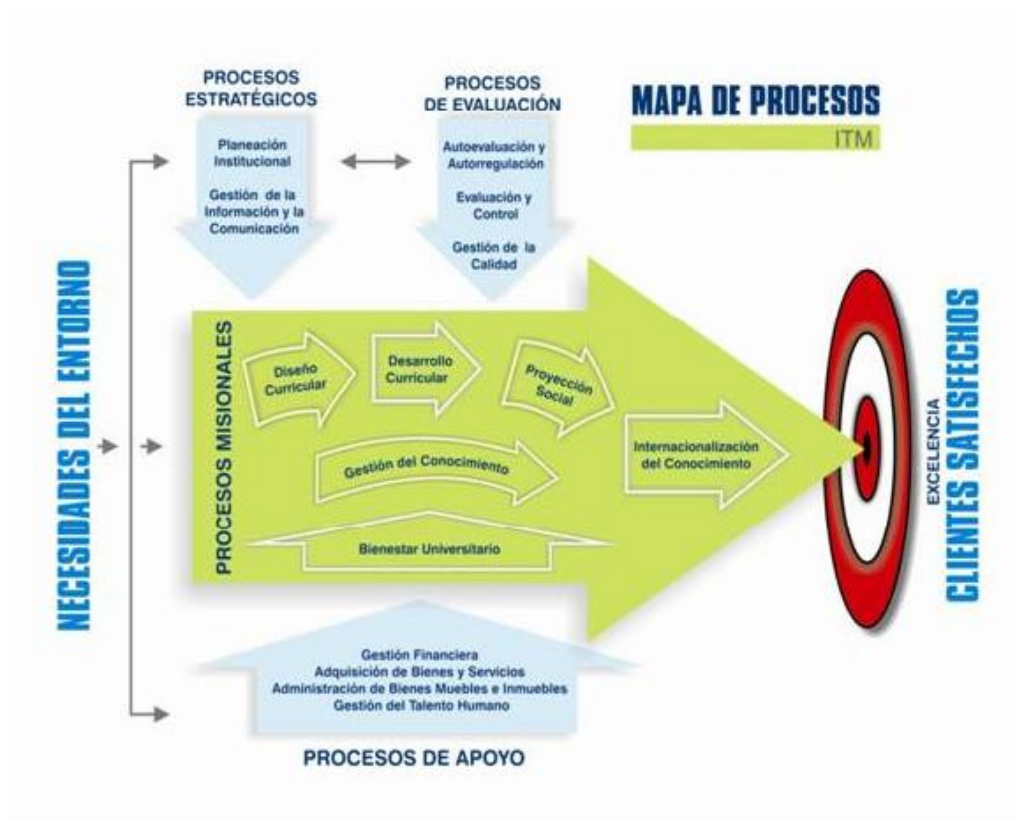 PROCESOS
ESTRATÉGICOS
PROCESOS
DE EVALUACIÓN
MAPA DE PROCESOS
ITM
Planeación
Institucional
Gestión de la
Información y la
Comunicación
Autoevaluación y
Autorregulación
Evaluación y
Control
Gestión de la
Calidad
NECESIDADES DEL ENTORNO
PROCESOS MISIONALES
Diseño
Curricular
Desarrollo
Curricular
Proyección
Social
Gestión del Conocimiento
Internacionalización
del Conocimiento
Bienestar Universitario
EXCELENCIA
CLIENTES SATISFECHOS
Gestión Financiera
Adquisición de Bienes y Servicios
Administración de Bienes Muebles e Inmuebles
Gestión del Talento Humano
PROCESOS DE APOYO